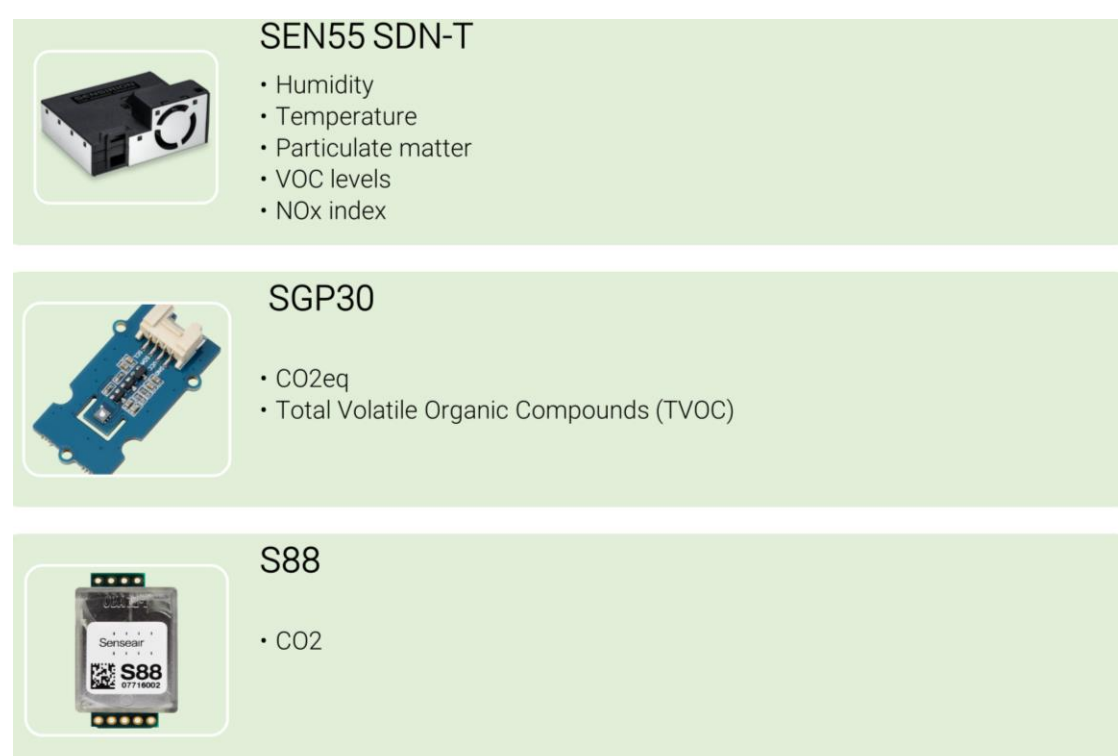 SEN55 SDN-T
• Humidity
• Temperature
• Particulate matter
• VOC levels
• NOx index
SGP30
• CO2eq
• Total Volatile Organic Compounds (TVOC)
S88
• CO2
Senseair
S88
07716002